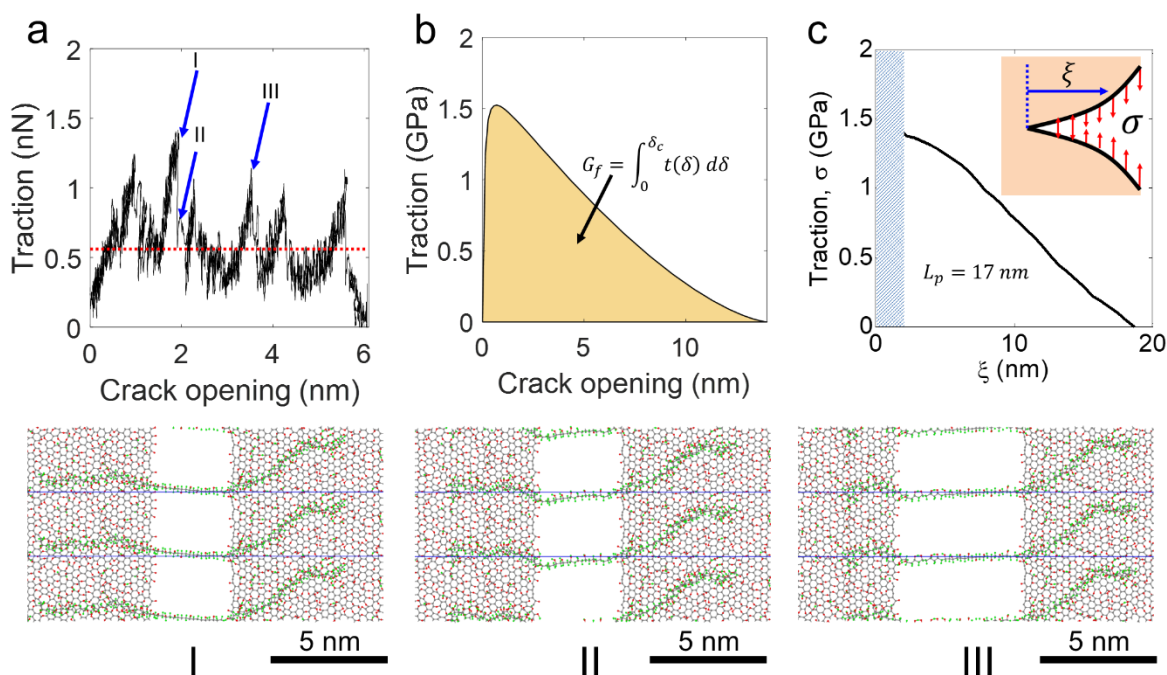 a
2
1.5
1
0.5
0
Traction (nN)
I
II
III
0 2 4 6
Crack opening (nm)
b
2
1.5
1
0.5
0
Traction (GPa)
G_f = ∫_0^{δ_c} t(δ) dδ
0 5 10
Crack opening (nm)
c
2
1.5
1
0.5
0
Traction, σ (GPa)
ξ
σ
L_p = 17 nm
0 5 10 15 20
ξ (nm)
5 nm
I
5 nm
II
5 nm
III